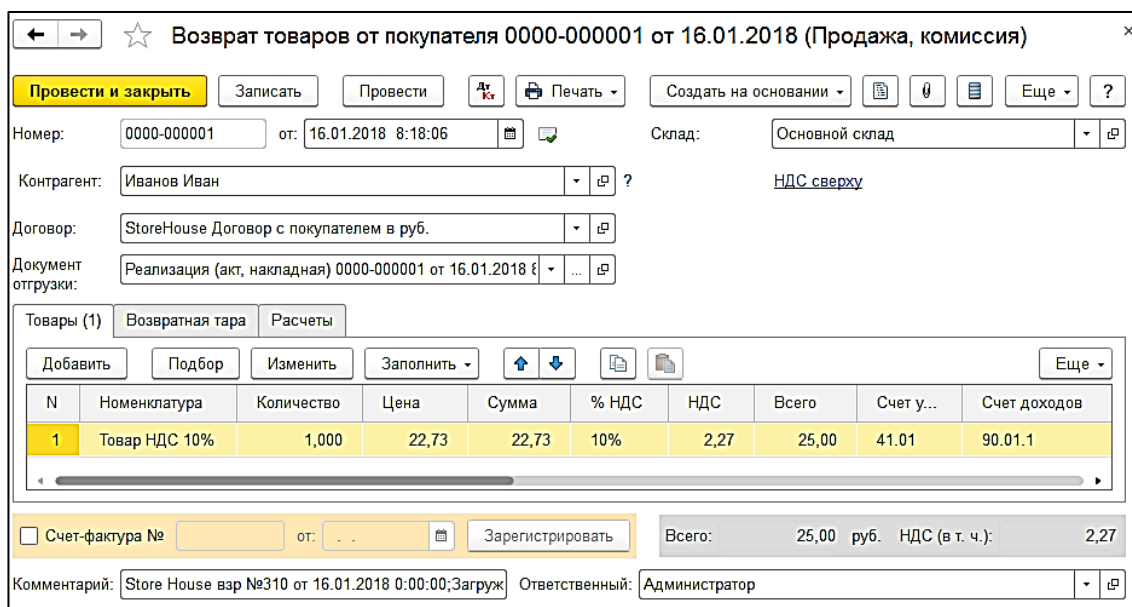 Возврат товаров от покупателя 0000-000001 от 16.01.2018 (Продажа, комиссия)
Провести и закрыть Записать Провести Дт Кт Печать Создать на основании Еще ?
Номер: 0000-000001 от: 16.01.2018 8:18:06 Склад: Основной склад
Контрагент: Иванов Иван ? НДС сверху
Договор: StoreHouse Договор с покупателем в руб.
Документ отгрузки: Реализация (акт, накладная) 0000-000001 от 16.01.2018 8
Товары (1) Возвратная тара Расчеты
Добавить Подбор Изменить Заполнить Еще
N Номенклатура Количество Цена Сумма % НДС НДС Всего Счет у... Счет доходов
1 Товар НДС 10% 1,000 22,73 22,73 10% 2,27 25,00 41.01 90.01.1
Счет-фактура № от: . . Зарегистрировать Всего: 25,00 руб. НДС (в т. ч.): 2,27
Комментарий: Store House взр №310 от 16.01.2018 0:00:00;Загруж Ответственный: Администратор